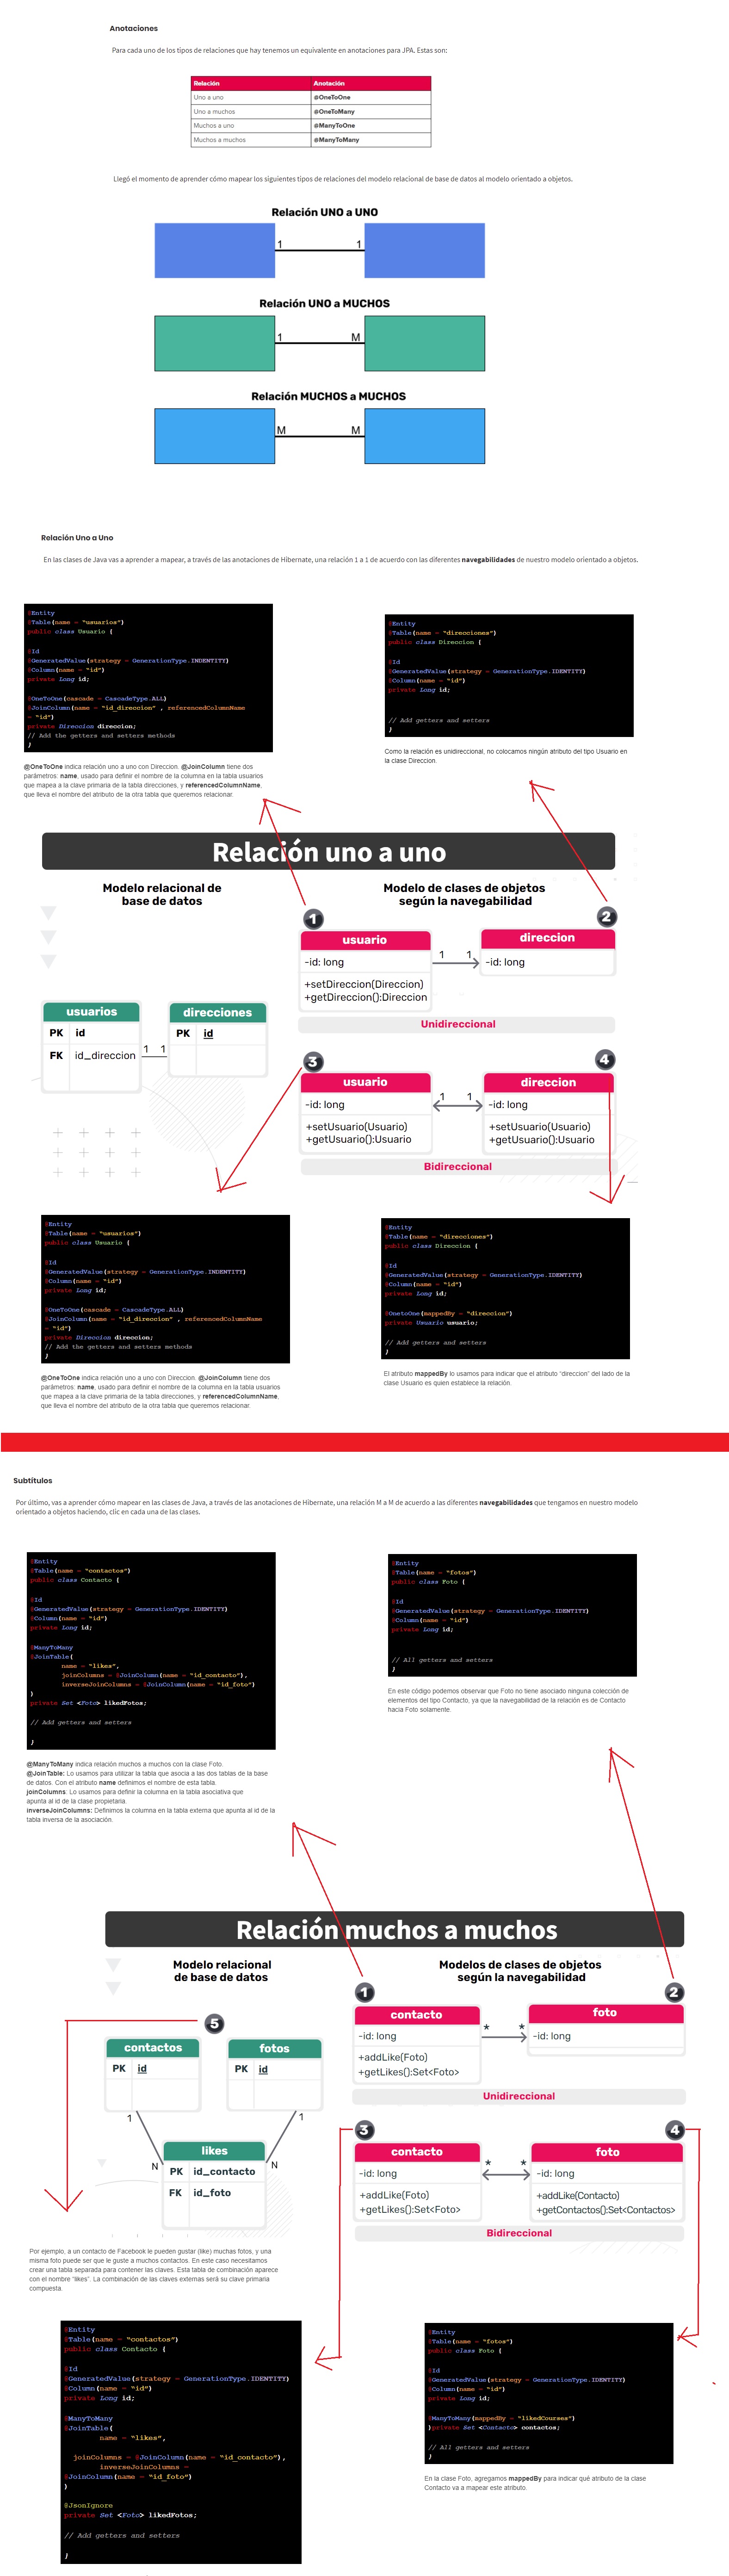 Anotaciones
Para cada uno de los tipos de relaciones que hay tenemos un equivalente en anotaciones para JPA. Estas son:
Relación Anotación
Uno a uno @OneToOne
Uno a muchos @OneToMany
Muchos a uno @ManyToOne
Muchos a muchos @ManyToMany
Llegó el momento de aprender cómo mapear los siguientes tipos de relaciones del modelo relacional de base de datos al modelo orientado a objetos.
Relación UNO a UNO
1 1
Relación UNO a MUCHOS
1 M
Relación MUCHOS a MUCHOS
M M
Relación Uno a Uno
En las clases de Java vas a aprender a mapear, a través de las anotaciones de Hibernate, una relación 1 a 1 de acuerdo con las diferentes navegabilidades de nuestro modelo orientado a objetos.
@Entity
@Table(name = "usuarios")
public class Usuario {
@Id
@GeneratedValue(strategy = GenerationType.INDENTITY)
@Column(name = "id")
private Long id;
@OneToOne(cascade = CascadeType.ALL)
@JoinColumn(name = "id_direccion" , referencedColumnName
= "id")
private Direccion direccion;
// Add the getters and setters methods
}
@OneToOne indica relación uno a uno con Direccion. @JoinColumn tiene dos
parámetros: name, usado para definir el nombre de la columna en la tabla usuarios
que mapea a la clave primaria de la tabla direcciones, y referencedColumnName,
que lleva el nombre del atributo de la otra tabla que queremos relacionar.
@Entity
@Table(name = "direcciones")
public class Direccion {
@Id
@GeneratedValue(strategy = GenerationType.IDENTITY)
@Column(name = "id")
private Long id;
// Add getters and setters
}
Como la relación es unidireccional, no colocamos ningún atributo del tipo Usuario en
la clase Direccion.
Relación uno a uno
Modelo relacional de
base de datos
usuarios
PK id
FK id_direccion
1 1
direcciones
PK id
Modelo de clases de objetos
según la navegabilidad
1
usuario
-id: long
+setDireccion(Direccion)
+getDireccion():Direccion
1 1
2
direccion
-id: long
Unidireccional
3
usuario
-id: long
+setUsuario(Usuario)
+getUsuario():Usuario
1 1
4
direccion
-id: long
+setUsuario(Usuario)
+getUsuario():Usuario
Bidireccional
@Entity
@Table(name = "usuarios")
public class Usuario {
@Id
@GeneratedValue(strategy = GenerationType.INDENTITY)
@Column(name = "id")
private Long id;
@OneToOne(cascade = CascadeType.ALL)
@JoinColumn(name = "id_direccion" , referencedColumnName
= "id")
private Direccion direccion;
// Add the getters and setters methods
}
@OneToOne indica relación uno a uno con Direccion. @JoinColumn tiene dos
parámetros: name, usado para definir el nombre de la columna en la tabla usuarios
que mapea a la clave primaria de la tabla direcciones, y referencedColumnName,
que lleva el nombre del atributo de la otra tabla que queremos relacionar.
@Entity
@Table(name = "direcciones")
public class Direccion {
@Id
@GeneratedValue(strategy = GenerationType.IDENTITY)
@Column(name = "id")
private Long id;
@OnetoOne(mappedBy = "direccion")
private Usuario usuario;
// Add getters and setters
}
El atributo mappedBy lo usamos para indicar que el atributo "direccion" del lado de la
clase Usuario es quien establece la relación.
Subtítulos
Por último, vas a aprender cómo mapear en las clases de Java, a través de las anotaciones de Hibernate, una relación M a M de acuerdo a las diferentes navegabilidades que tengamos en nuestro modelo
orientado a objetos haciendo, clic en cada una de las clases.
@Entity
@Table(name = "contactos")
public class Contacto {
@Id
@GeneratedValue(strategy = GenerationType.IDENTITY)
@Column(name = "id")
private Long id;
@ManyToMany
@JoinTable(
name = "likes",
joinColumns = @JoinColumn(name = "id_contacto"),
inverseJoinColumns = @JoinColumn(name = "id_foto")
)
private Set <Foto> likedFotos;
// Add getters and setters
}
@ManyToMany indica relación muchos a muchos con la clase Foto.
@JoinTable: Lo usamos para utilizar la tabla que asocia a las dos tablas de la base
de datos. Con el atributo name definimos el nombre de esta tabla.
joinColumns: Lo usamos para definir la columna en la tabla asociativa que
apunta al id de la clase propietaria.
inverseJoinColumns: Definimos la columna en la tabla externa que apunta al id de la
tabla inversa de la asociación.
@Entity
@Table(name = "fotos")
public class Foto {
@Id
@GeneratedValue(strategy = GenerationType.IDENTITY)
@Column(name = "id")
private Long id;
// All getters and setters
}
En este código podemos observar que Foto no tiene asociado ninguna colección de
elementos del tipo Contacto, ya que la navegabilidad de la relación es de Contacto
hacia Foto solamente.
Relación muchos a muchos
Modelo relacional
de base de datos
5
contactos
PK id
fotos
PK id
1 1
N N
likes
PK id_contacto
FK id_foto
Modelos de clases de objetos
según la navegabilidad
1
contacto
-id: long
+addLike(Foto)
+getLikes():Set<Foto>
* *
2
foto
-id: long
Unidireccional
3
contacto
-id: long
+addLike(Foto)
+getLikes():Set<Foto>
* *
4
foto
-id: long
+addLike(Contacto)
+getContactos():Set<Contactos>
Bidireccional
Por ejemplo, a un contacto de Facebook le pueden gustar (like) muchas fotos, y una
misma foto puede ser que le guste a muchos contactos. En este caso necesitamos
crear una tabla separada para contener las claves. Esta tabla de combinación aparece
con el nombre "likes". La combinación de las claves externas será su clave primaria
compuesta.
@Entity
@Table(name = "contactos")
public class Contacto {
@Id
@GeneratedValue(strategy = GenerationType.IDENTITY)
@Column(name = "id")
private Long id;
@ManyToMany
@JoinTable(
name = "likes",
joinColumns = @JoinColumn(name = "id_contacto"),
inverseJoinColumns =
@JoinColumn(name = "id_foto")
)
@JsonIgnore
private Set <Foto> likedFotos;
// Add getters and setters
}
@Entity
@Table(name = "fotos")
public class Foto {
@Id
@GeneratedValue(strategy = GenerationType.IDENTITY)
@Column(name = "id")
private Long id;
@ManyToMany(mappedBy = "likedCourses")
)private Set <Contacto> contactos;
// All getters and setters
}
En la clase Foto, agregamos mappedBy para indicar qué atributo de la clase
Contacto va a mapear este atributo.